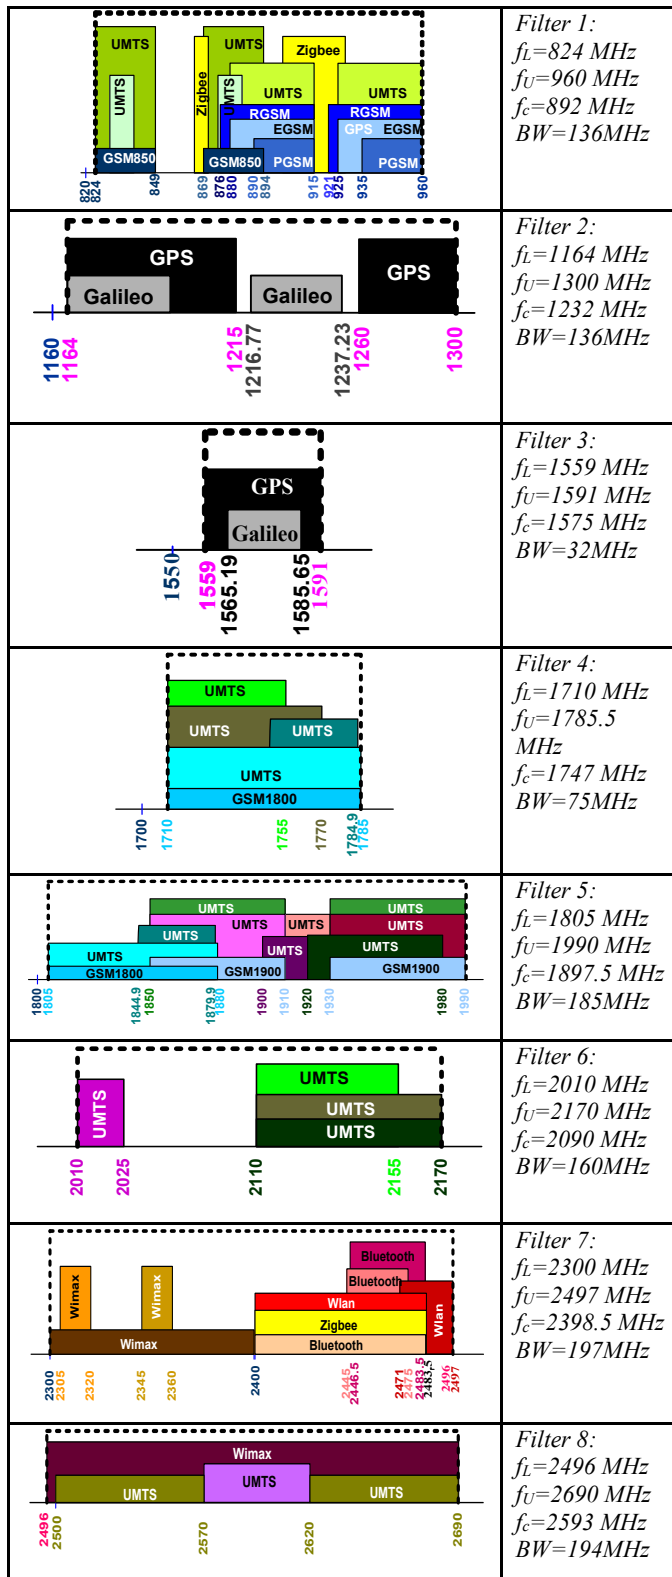 UMTS
UMTS
Zigbee
UMTS
Zigbee
UMTS
UMTS
UMTS
UMTS
RGSM
RGSM
EGSM
GPS EGSM
GSM850
GSM850
PGSM
PGSM
820
824
849
869
876
880
890
894
915
921
925
935
960
Filter 1:
fL=824 MHz
fU=960 MHz
fc=892 MHz
BW=136MHz
GPS
GPS
Galileo
Galileo
1160
1164
1215
1216.77
1237.23
1260
1300
Filter 2:
fL=1164 MHz
fU=1300 MHz
fc=1232 MHz
BW=136MHz
GPS
Galileo
1550
1559
1565.19
1585.65
1591
Filter 3:
fL=1559 MHz
fU=1591 MHz
fc=1575 MHz
BW=32MHz
UMTS
UMTS
UMTS
UMTS
GSM1800
1700
1710
1755
1770
1784.9
1785
Filter 4:
fL=1710 MHz
fU=1785.5
MHz
fc=1747 MHz
BW=75MHz
UMTS
UMTS
UMTS
UMTS
UMTS
UMTS
UMTS
UMTS
UMTS
GSM1800
GSM1900
GSM1900
1800
1805
1844.9
1850
1879.9
1880
1900
1910
1920
1930
1980
1990
Filter 5:
fL=1805 MHz
fU=1990 MHz
fc=1897.5 MHz
BW=185MHz
UMTS
UMTS
UMTS
UMTS
2010
2025
2110
2155
2170
Filter 6:
fL=2010 MHz
fU=2170 MHz
fc=2090 MHz
BW=160MHz
Bluetooth
Wimax
Wimax
Bluetooth
Wlan
Wlan
Zigbee
Wimax
Bluetooth
2300
2305
2320
2345
2360
2400
2445
2446.5
2471
2475
2483.5
2483,5
2496
2497
Filter 7:
fL=2300 MHz
fU=2497 MHz
fc=2398.5 MHz
BW=197MHz
Wimax
UMTS
UMTS
UMTS
2496
2500
2570
2620
2690
Filter 8:
fL=2496 MHz
fU=2690 MHz
fc=2593 MHz
BW=194MHz